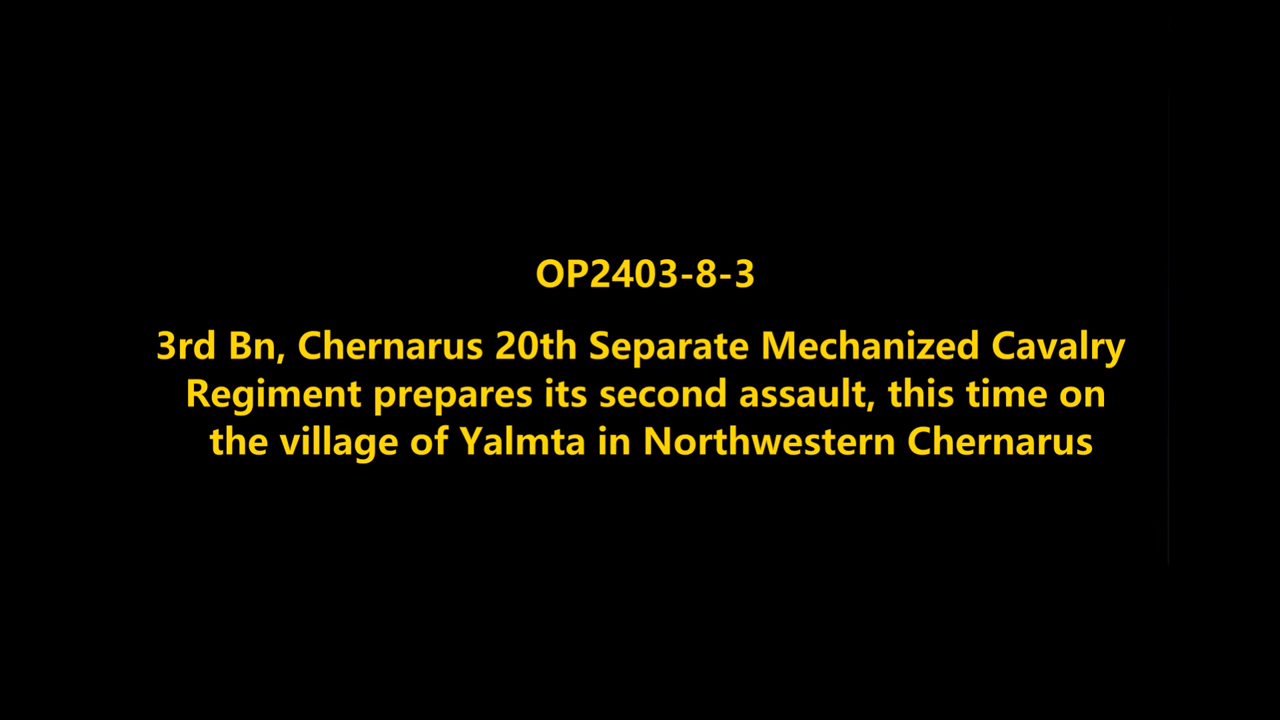 OP2403-8-3
3rd Bn, Chernarus 20th Separate Mechanized Cavalry
Regiment prepares its second assault, this time on
the village of Yalmta in Northwestern Chernarus